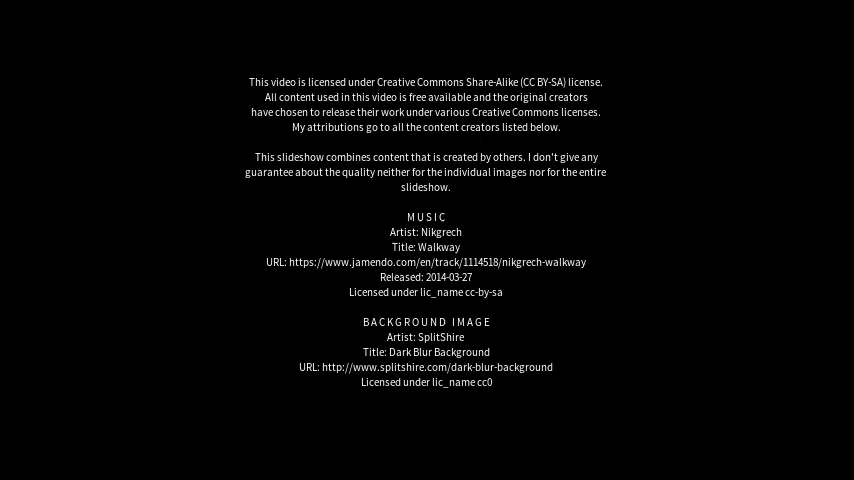 This video is licensed under Creative Commons Share-Alike (CC BY-SA) license.
All content used in this video is free available and the original creators
have chosen to release their work under various Creative Commons licenses.
My attributions go to all the content creators listed below.
This slideshow combines content that is created by others. I don't give any
guarantee about the quality neither for the individual images nor for the entire
slideshow.
MUSIC
Artist: Nikgrech
Title: Walkway
URL: https://www.jamendo.com/en/track/1114518/nikgrech-walkway
Released: 2014-03-27
Licensed under lic_name cc-by-sa
BACKGROUND IMAGE
Artist: SplitShire
Title: Dark Blur Background
URL: http://www.splitshire.com/dark-blur-background
Licensed under lic_name cc0